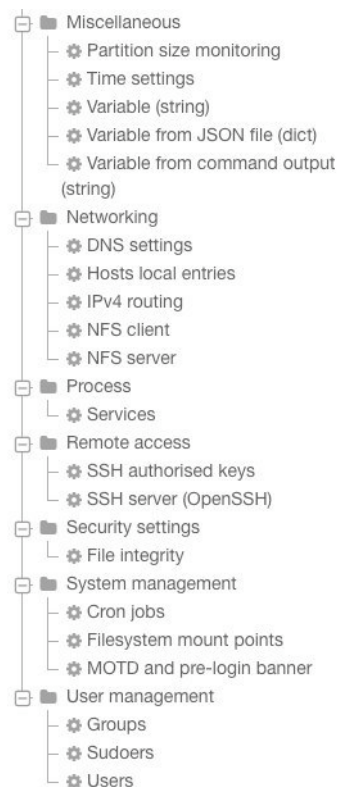 Miscellaneous
Partition size monitoring
Time settings
Variable (string)
Variable from JSON file (dict)
Variable from command output
(string)
Networking
DNS settings
Hosts local entries
IPv4 routing
NFS client
NFS server
Process
Services
Remote access
SSH authorised keys
SSH server (OpenSSH)
Security settings
File integrity
System management
Cron jobs
Filesystem mount points
MOTD and pre-login banner
User management
Groups
Sudoers
Users